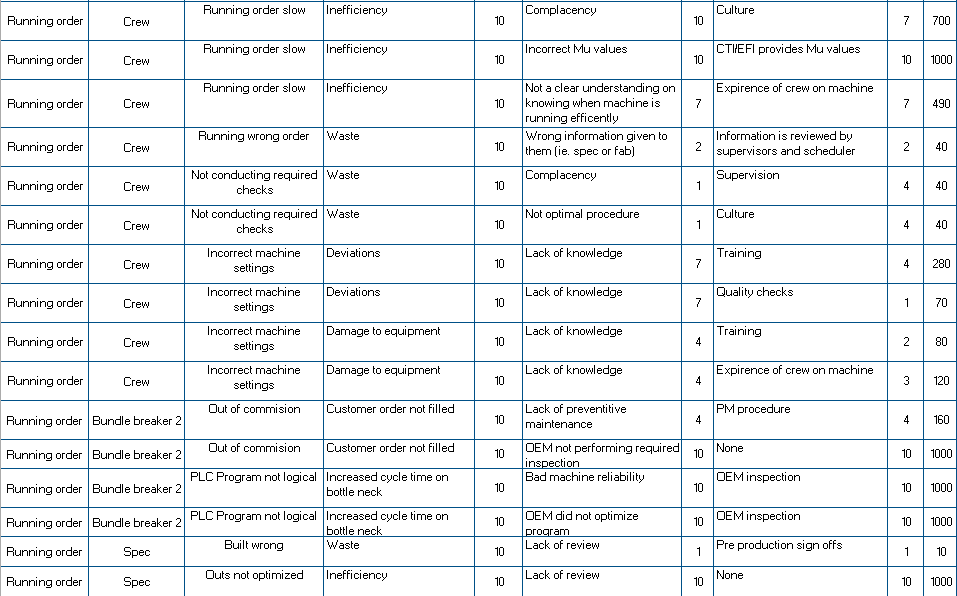 Running order Crew Running order slow Inefficiency 10 Complacency 10 Culture 7 700
Running order Crew Running order slow Inefficiency 10 Incorrect Mu values 10 CTI/EFI provides Mu values 10 1000
Running order Crew Running order slow Inefficiency 10 Not a clear understanding on 7 Expirence of crew on machine 7 490
knowing when machine is
running efficently
Running order Crew Running wrong order Waste 10 Wrong information given to 2 Information is reviewed by 2 40
them (ie. spec or fab) supervisors and scheduler
Running order Crew Not conducting required Waste 10 Complacency 1 Supervision 4 40
checks
Running order Crew Not conducting required Waste 10 Not optimal procedure 1 Culture 4 40
checks
Running order Crew Incorrect machine Deviations 10 Lack of knowledge 7 Training 4 280
settings
Running order Crew Incorrect machine Deviations 10 Lack of knowledge 7 Quality checks 1 70
settings
Running order Crew Incorrect machine Damage to equipment 10 Lack of knowledge 4 Training 2 80
settings
Running order Crew Incorrect machine Damage to equipment 10 Lack of knowledge 4 Expirence of crew on machine 3 120
settings
Running order Bundle breaker 2 Out of commision Customer order not filled 10 Lack of preventitive 4 PM procedure 4 160
maintenance
Running order Bundle breaker 2 Out of commision Customer order not filled 10 OEM not performing required 10 None 10 1000
inspection
Running order Bundle breaker 2 PLC Program not logical Increased cycle time on 10 Bad machine reliability 10 OEM inspection 10 1000
bottle neck
Running order Bundle breaker 2 PLC Program not logical Increased cycle time on 10 OEM did not optimize 10 OEM inspection 10 1000
bottle neck program
Running order Spec Built wrong Waste 10 Lack of review 1 Pre production sign offs 1 10
Running order Spec Outs not optimized Inefficiency 10 Lack of review 10 None 10 1000